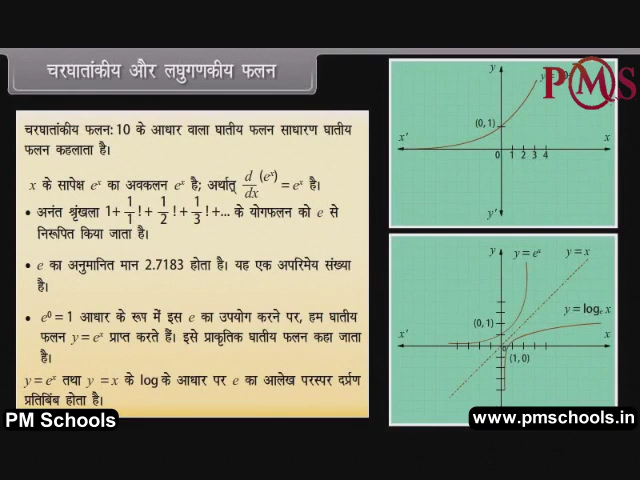 चरघातांकीय और लघुगणकीय फलन
चरघातांकीय फलन: 10 के आधार वाला घातीय फलन साधारण घातीय
फलन कहलाता है।
x के सापेक्ष eˣ का अवकलन eˣ है; अर्थात् d/dx (eˣ) = eˣ है।
• अनंत श्रृंखला 1+ 1/1! + 1/2! + 1/3! +... के योगफल को e से
निरूपित किया जाता है।
• e का अनुमानित मान 2.7183 होता है। यह एक अपरिमेय संख्या
है।
• e⁰ = 1 आधार के रूप में इस e का उपयोग करने पर, हम घातीय
फलन y = eˣ प्राप्त करते हैं। इसे प्राकृतिक घातीय फलन कहा जाता
है।
y = eˣ तथा y = x के log के आधार पर e का आलेख परस्पर दर्प्रण
प्रतिबिंब होता है।
PMS
y
(0, 1)
x′ x
0 1 2 3 4
y′
y y = eˣ y = x
(0, 1) y = logₑ x
x′ x
0 (1, 0)
y′
PM Schools
www.pmschools.in